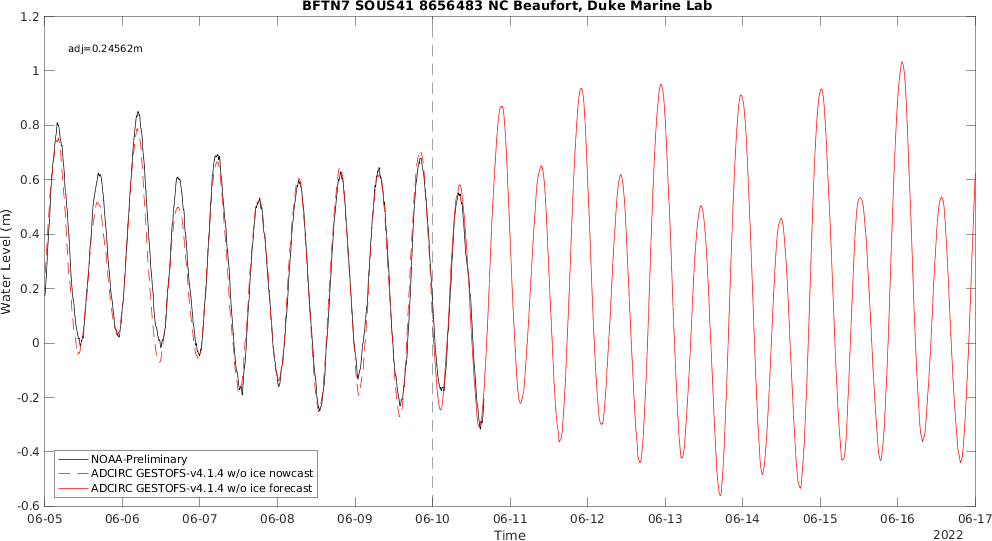 BFTN7 SOUS41 8656483 NC Beaufort, Duke Marine Lab
1.2
adj=0.24562m
1
0.8
0.6
0.4
0.2
0
-0.2
-0.4
-0.6
Water Level (m)
NOAA-Preliminary
ADCIRC GESTOFS-v4.1.4 w/o ice nowcast
ADCIRC GESTOFS-v4.1.4 w/o ice forecast
06-05 06-06 06-07 06-08 06-09 06-10 06-11 06-12 06-13 06-14 06-15 06-16 06-17
Time
2022